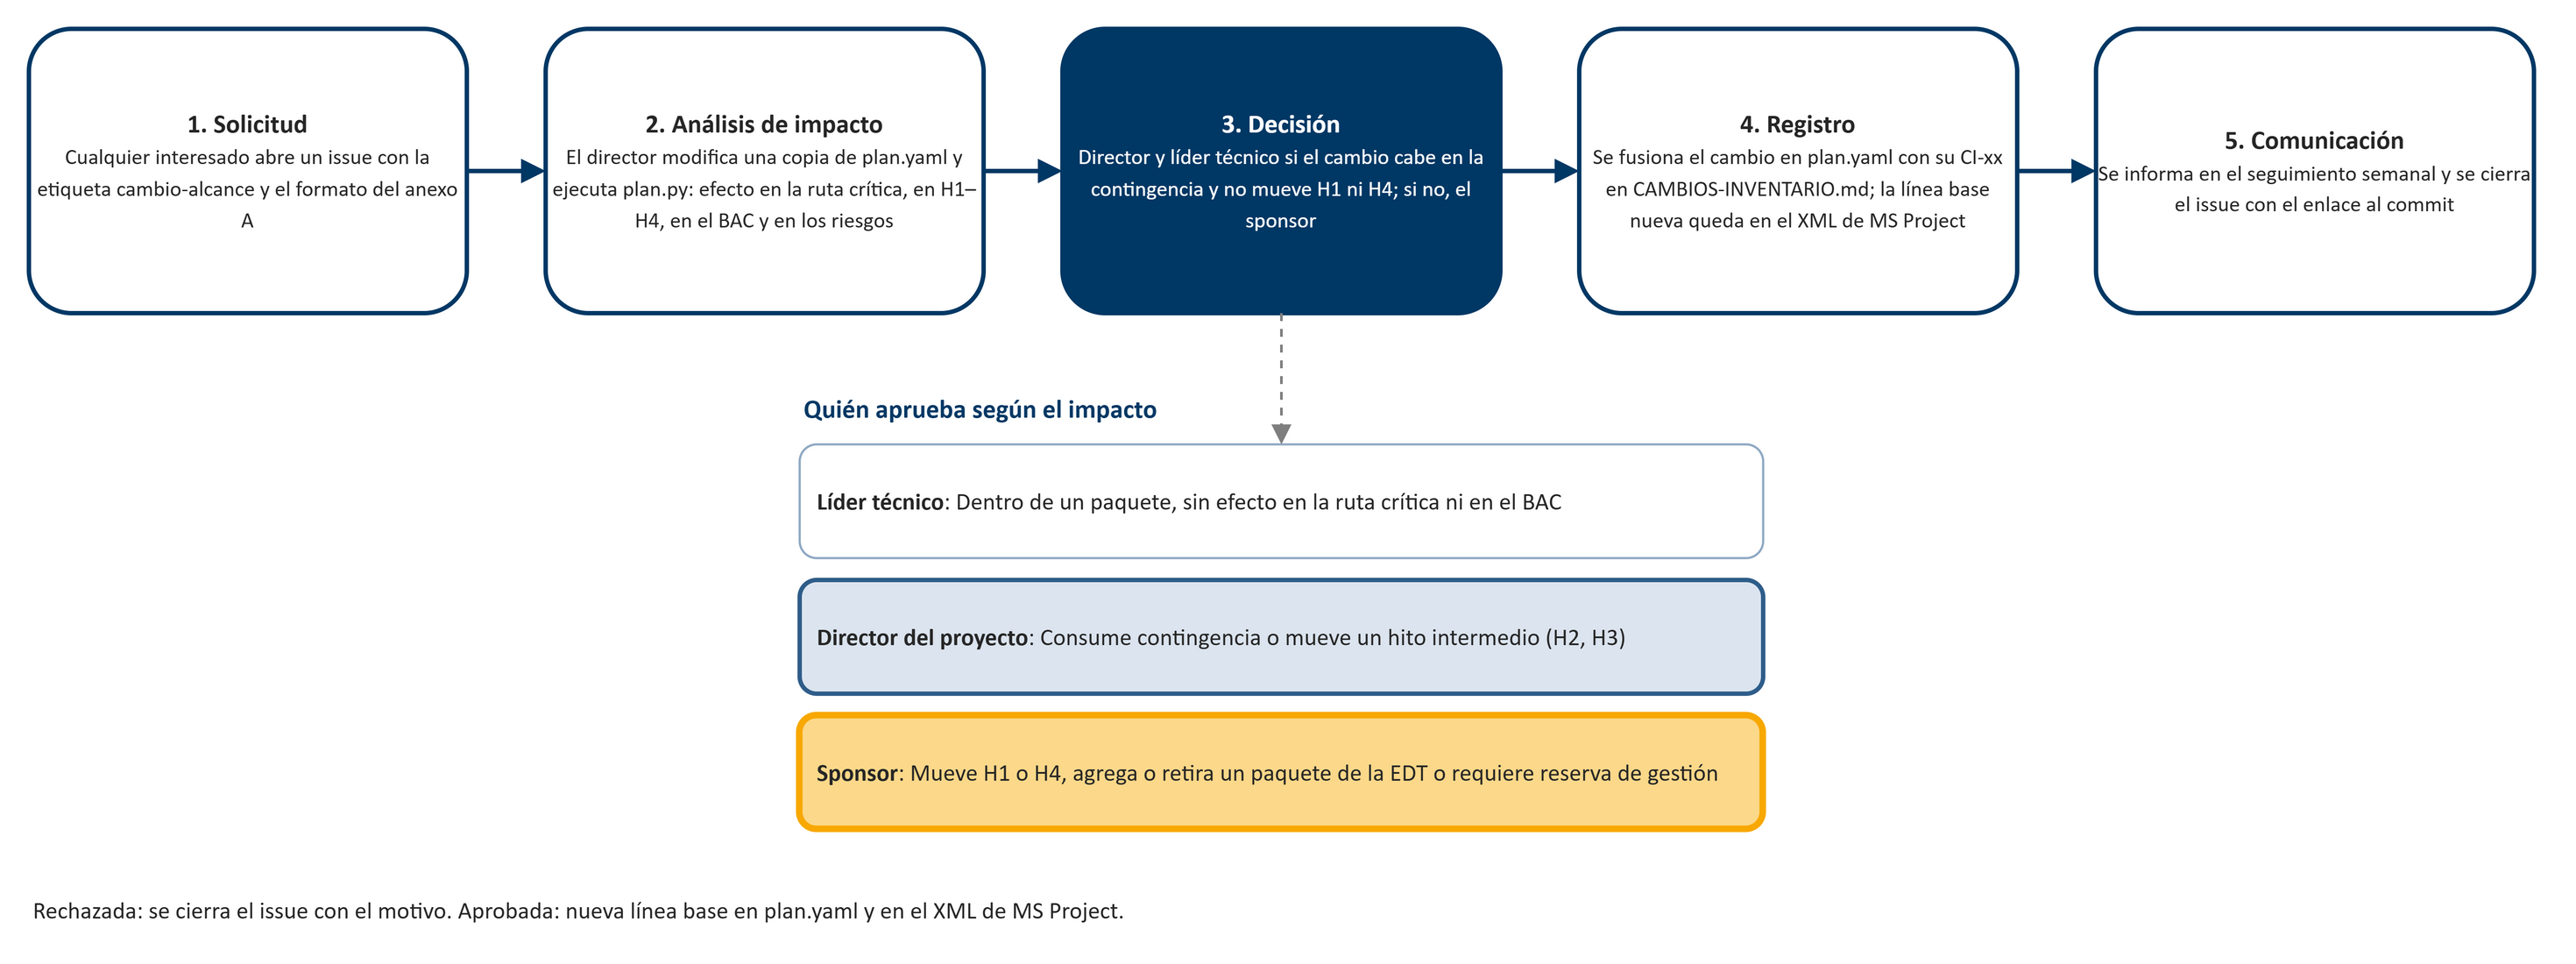 1. Solicitud
Cualquier interesado abre un issue con la
etiqueta cambio-alcance y el formato del anexo
A
2. Análisis de impacto
El director modifica una copia de plan.yaml y
ejecuta plan.py: efecto en la ruta crítica, en H1–
H4, en el BAC y en los riesgos
3. Decisión
Director y líder técnico si el cambio cabe en la
contingencia y no mueve H1 ni H4; si no, el
sponsor
4. Registro
Se fusiona el cambio en plan.yaml con su CI-xx
en CAMBIOS-INVENTARIO.md; la línea base
nueva queda en el XML de MS Project
5. Comunicación
Se informa en el seguimiento semanal y se cierra
el issue con el enlace al commit
Quién aprueba según el impacto
Líder técnico: Dentro de un paquete, sin efecto en la ruta crítica ni en el BAC
Director del proyecto: Consume contingencia o mueve un hito intermedio (H2, H3)
Sponsor: Mueve H1 o H4, agrega o retira un paquete de la EDT o requiere reserva de gestión
Rechazada: se cierra el issue con el motivo. Aprobada: nueva línea base en plan.yaml y en el XML de MS Project.